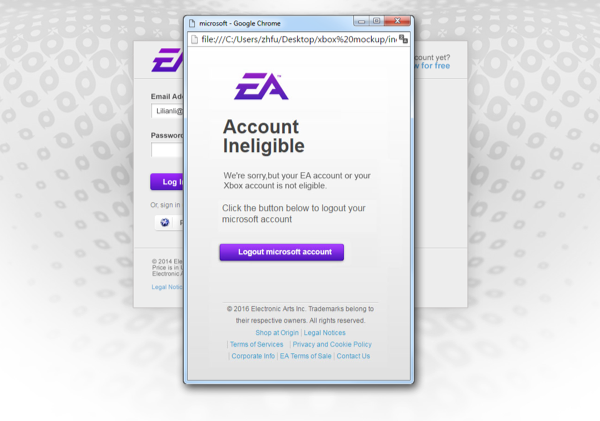 microsoft - Google Chrome
file:///C:/Users/zhfu/Desktop/xbox%20mockup/in
EA
EA
Account
Ineligible
We're sorry,but your EA account or your
Xbox account is not eligible.
Click the button below to logout your
microsoft account
Logout microsoft account
© 2016 Electronic Arts Inc. Trademarks belong to
their respective owners. All rights reserved.
Shop at Origin | Legal Notices
| Terms of Services | Privacy and Cookie Policy
| Corporate Info | EA Terms of Sale | Contact Us
count yet?
for free
Email Add
Lilianli@
Password
Log I
Or, sign in
© 2014 E
Price is in
Electronic A
Legal Notic